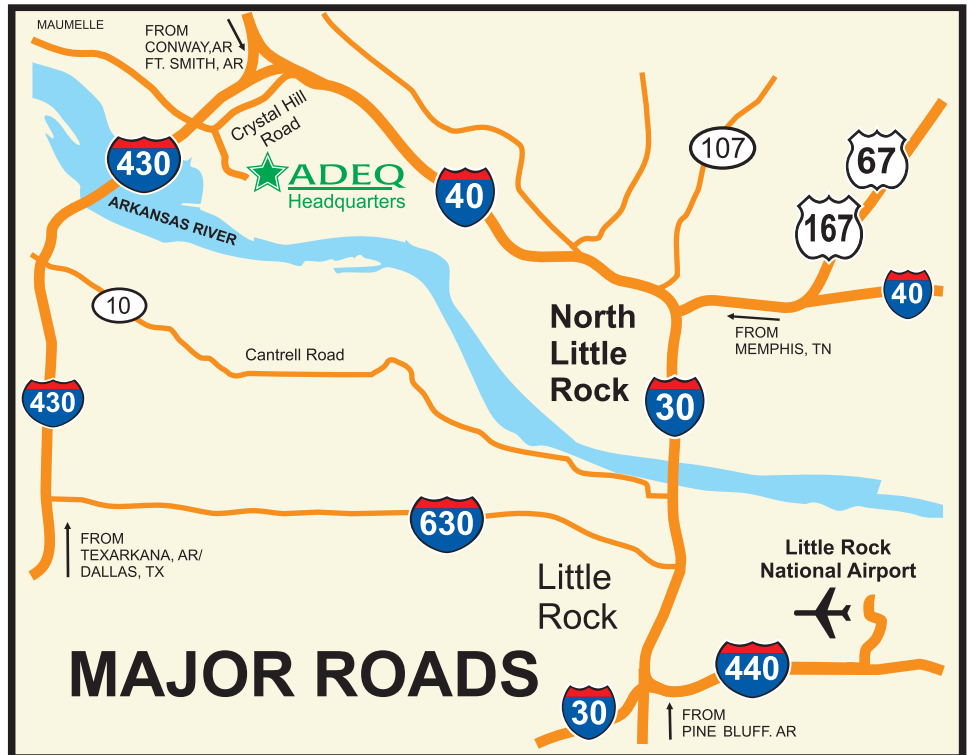 MAUMELLE
FROM
CONWAY,AR
FT. SMITH, AR
Crystal Hill
Road
430
ADEQ
Headquarters
40
107
67
167
ARKANSAS RIVER
10
40
North
Little
Rock
FROM
MEMPHIS, TN
Cantrell Road
430
30
630
FROM
TEXARKANA, AR/
DALLAS, TX
Little
Rock
Little Rock
National Airport
MAJOR ROADS
440
30
FROM
PINE BLUFF. AR